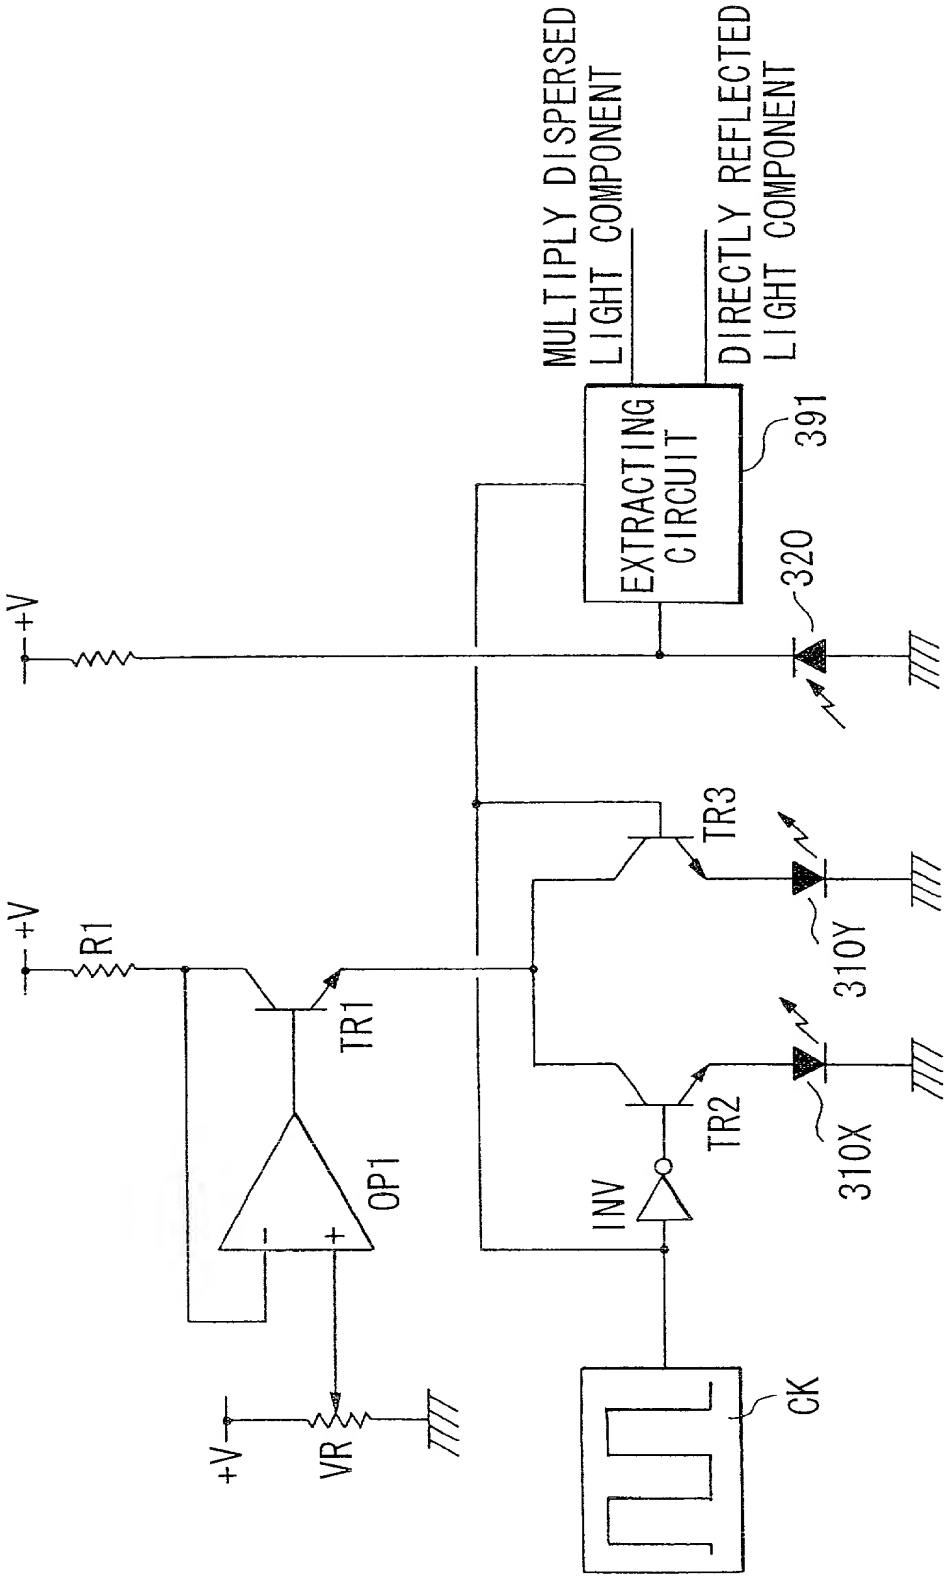 +V
VR
+V
R1
OP1
TR1
+V
CK
INV
TR2
310X
TR3
310Y
320
EXTRACTING
CIRCUIT
391
MULTIPLY DISPERSED
LIGHT COMPONENT
DIRECTLY REFLECTED
LIGHT COMPONENT
-
+